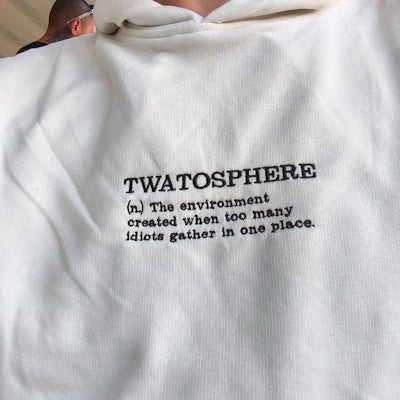 TWATOSPHERE
(n.) The environment
created when too many
idiots gather in one place.